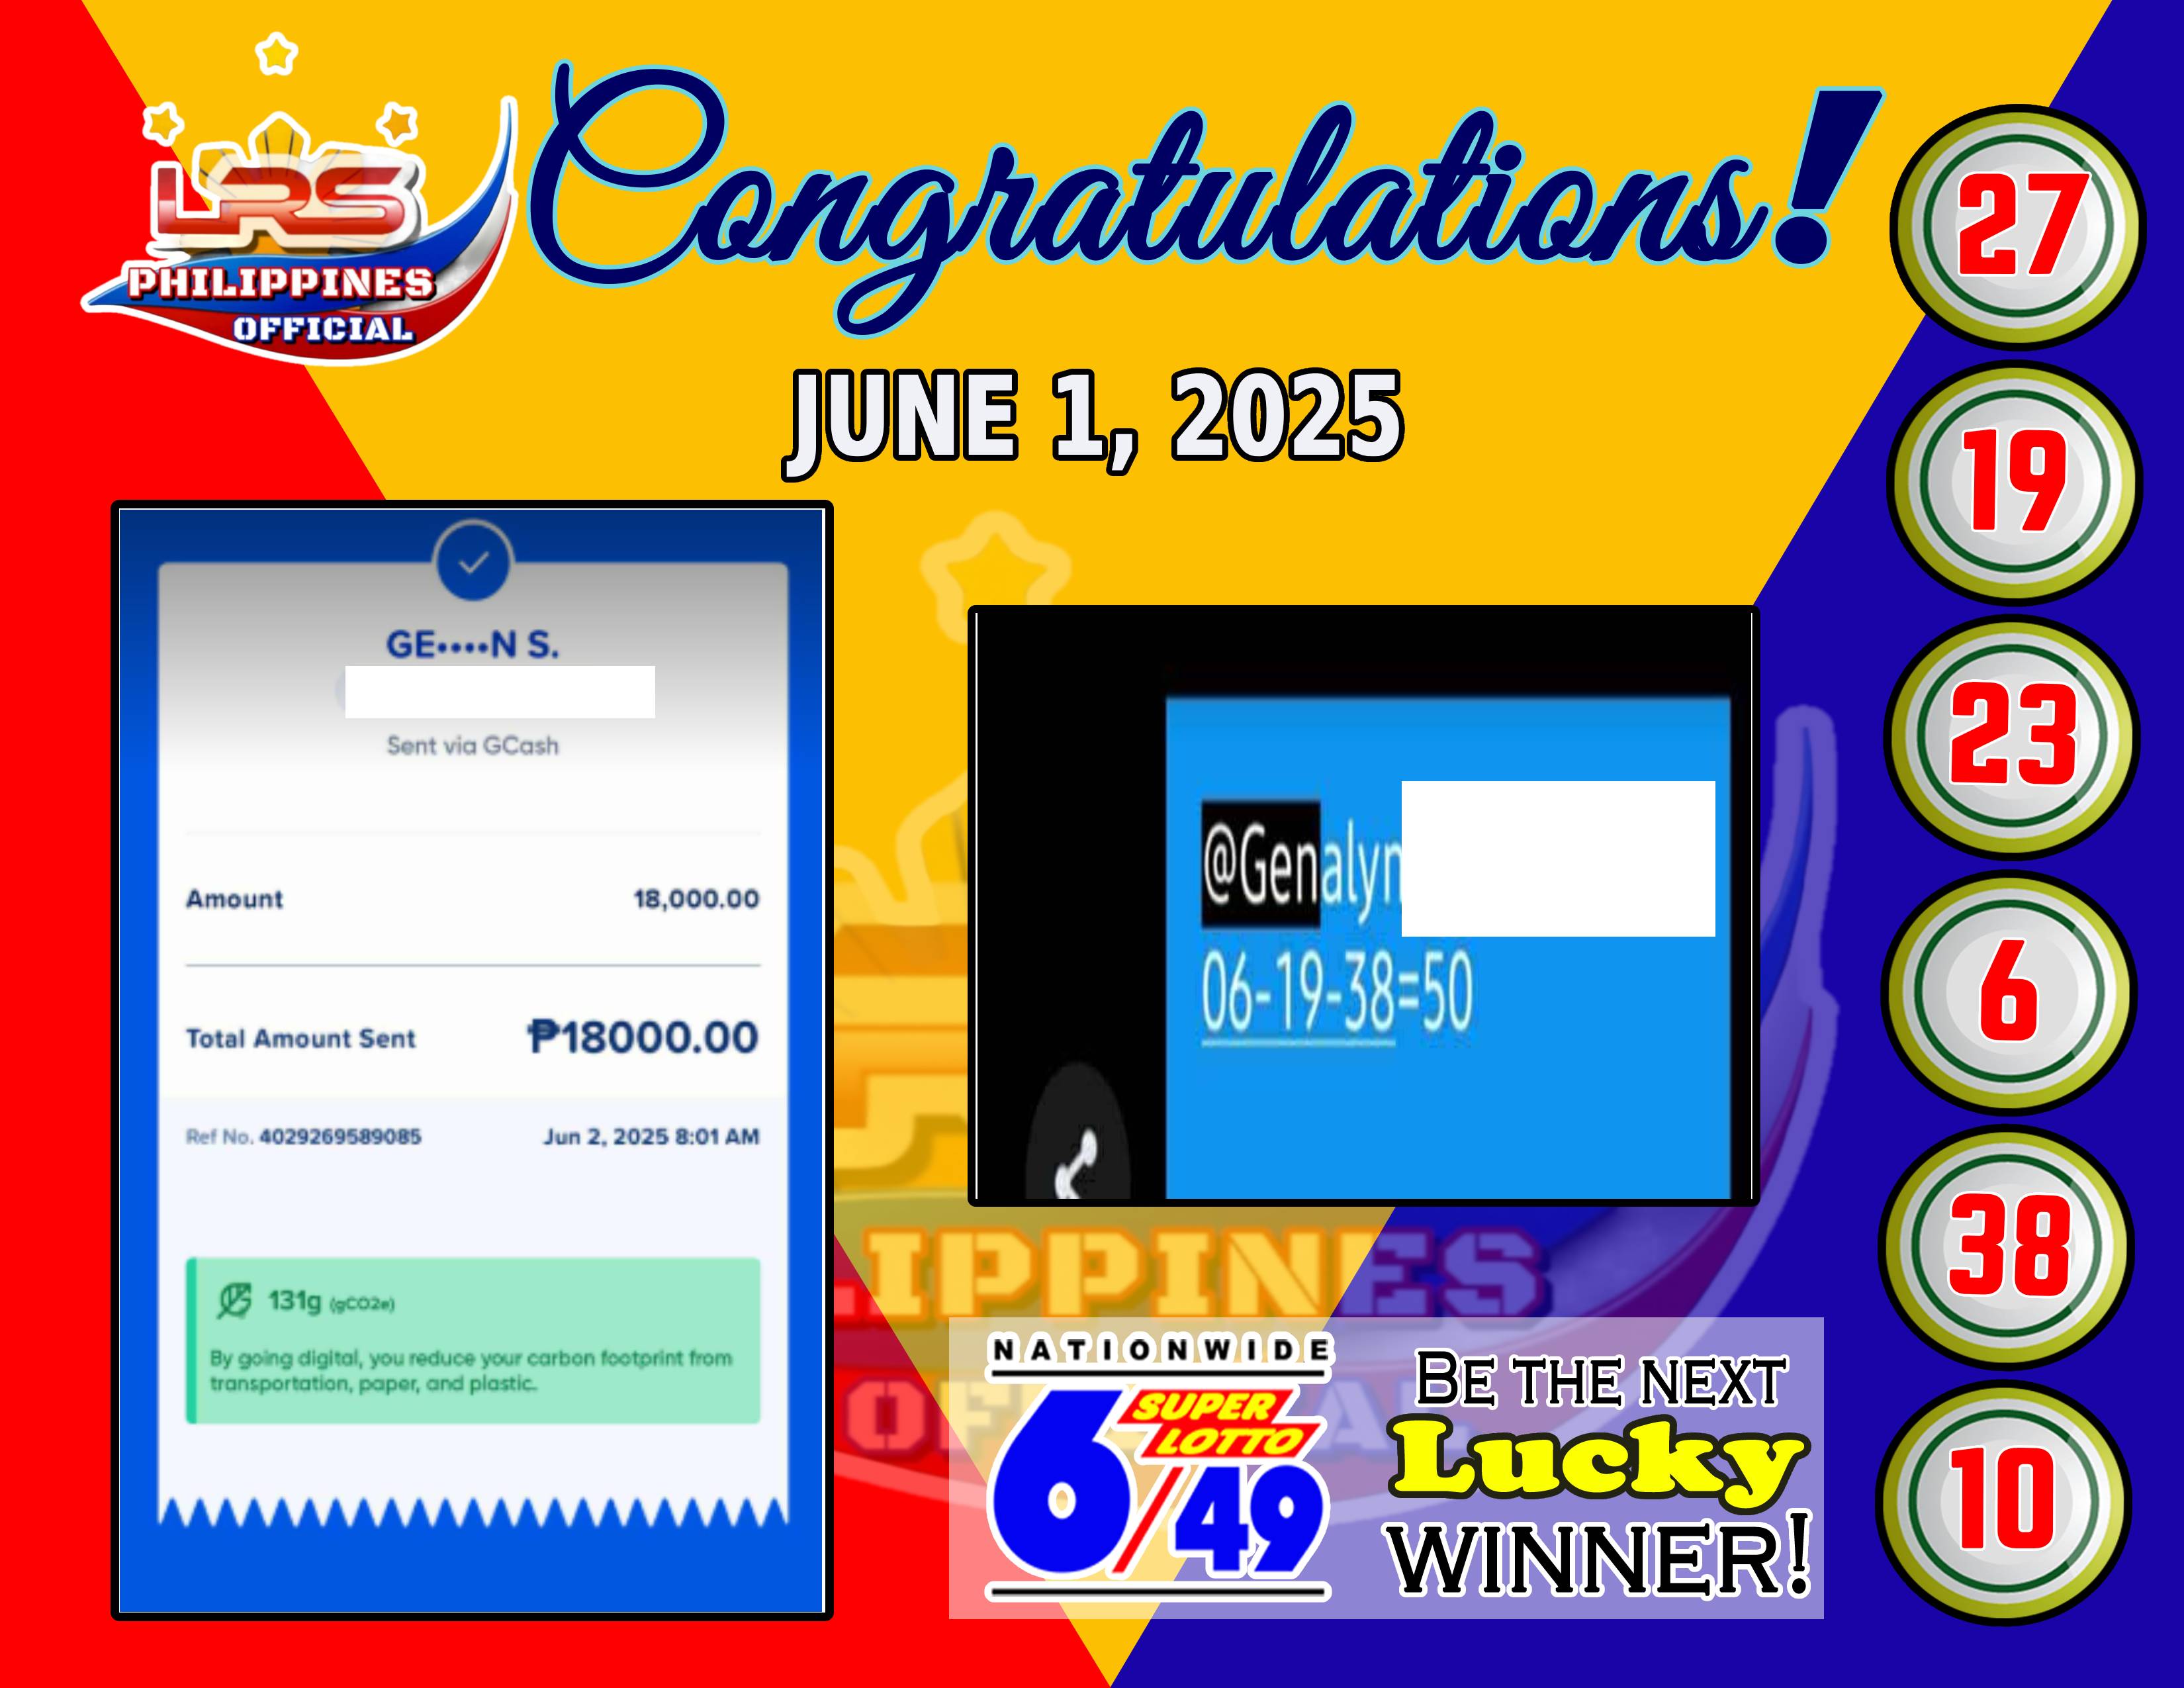 LRS
PHILIPPINES
OFFICIAL
Congratulations!
JUNE 1, 2025
GE••••N S.
Sent via GCash
Amount 18,000.00
Total Amount Sent ₱18000.00
Ref No. 4029269589085 Jun 2, 2025 8:01 AM
131g (gCO2e)
By going digital, you reduce your carbon footprint from
transportation, paper, and plastic.
@Genalyn
06-19-38=50
27
19
23
6
38
10
IPPINES
NATIONWIDE
6/49
SUPER
LOTTO
BE THE NEXT
Lucky
WINNER!